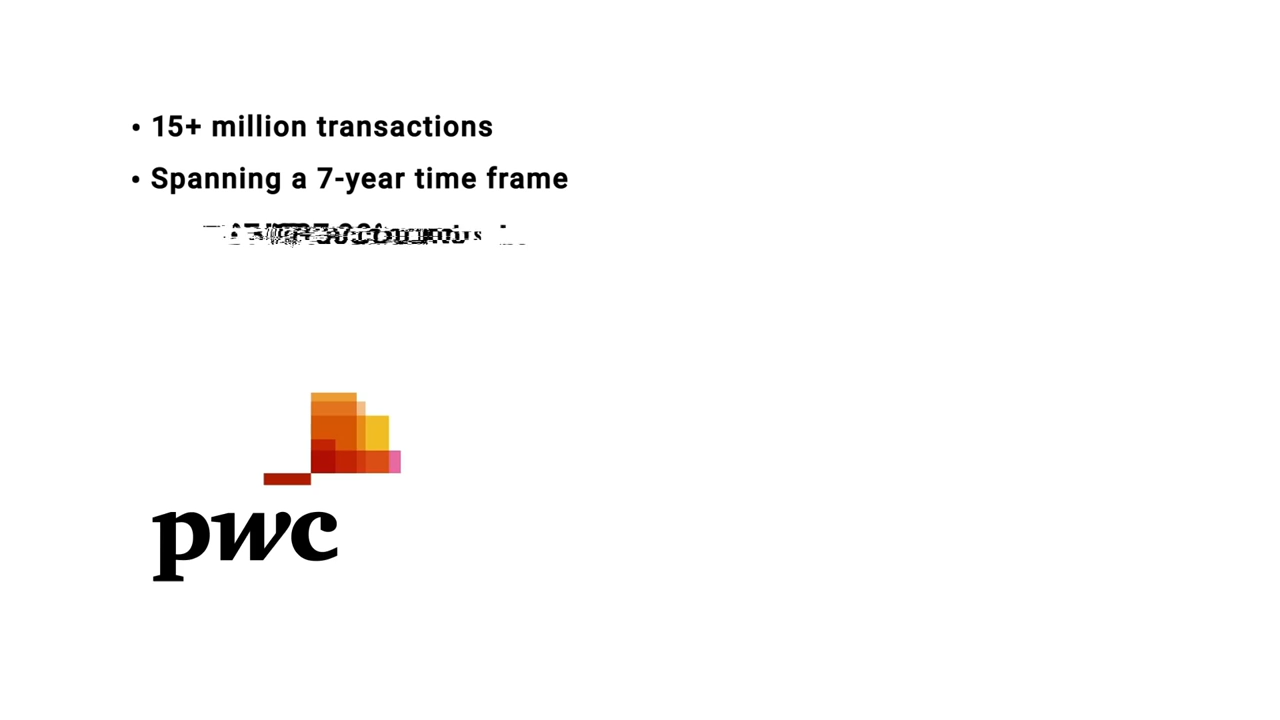 • 15+ million transactions
• Spanning a 7-year time frame
pwc